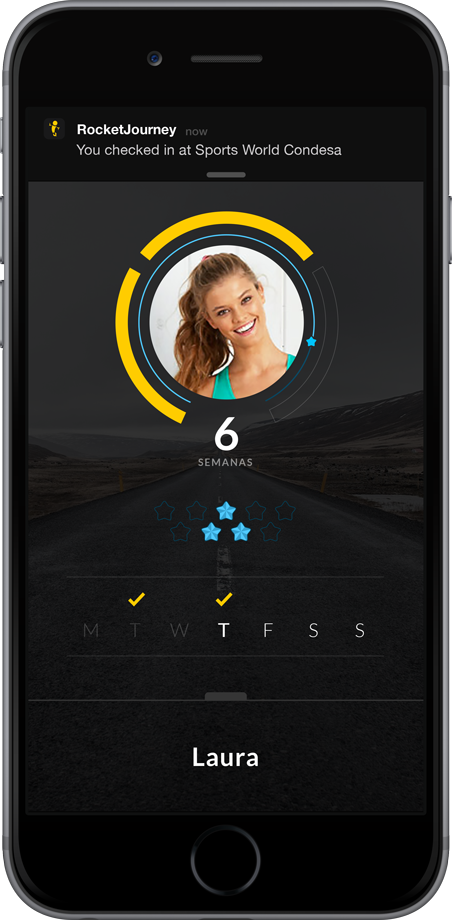 RocketJourney now
You checked in at Sports World Condesa
6
SEMANAS
M T W T F S S
Laura